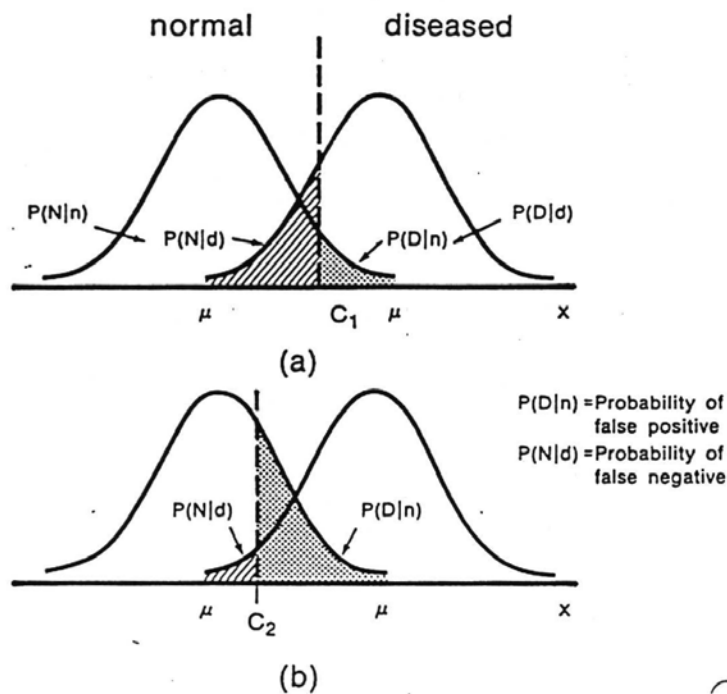 normal diseased
P(N|n) P(N|d) P(D|n) P(D|d)
μ C₁ μ x
(a)
P(D|n)=Probability of
false positive
P(N|d)=Probability of
false negative
P(N|d) P(D|n)
μ C₂ μ x
(b)